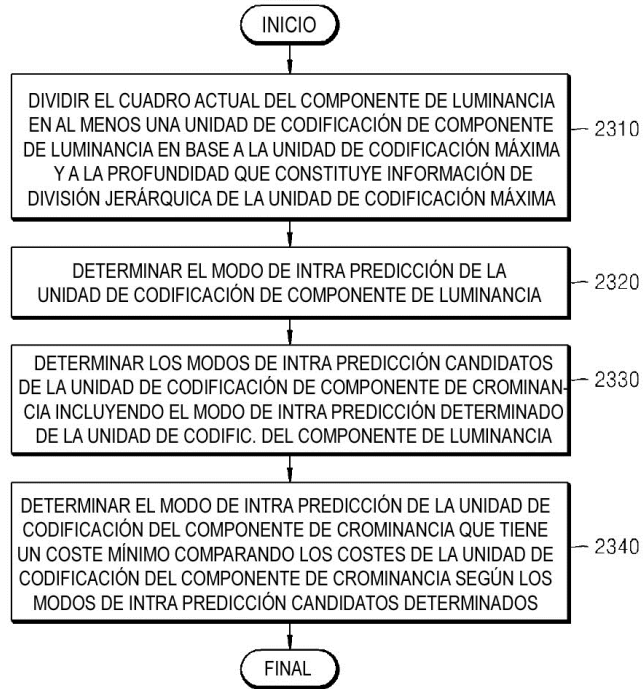 INICIO
DIVIDIR EL CUADRO ACTUAL DEL COMPONENTE DE LUMINANCIA
EN AL MENOS UNA UNIDAD DE CODIFICACIÓN DE COMPONENTE
DE LUMINANCIA EN BASE A LA UNIDAD DE CODIFICACIÓN MÁXIMA
Y A LA PROFUNDIDAD QUE CONSTITUYE INFORMACIÓN DE
DIVISIÓN JERÁRQUICA DE LA UNIDAD DE CODIFICACIÓN MÁXIMA
2310
DETERMINAR EL MODO DE INTRA PREDICCIÓN DE LA
UNIDAD DE CODIFICACIÓN DE COMPONENTE DE LUMINANCIA
2320
DETERMINAR LOS MODOS DE INTRA PREDICCIÓN CANDIDATOS
DE LA UNIDAD DE CODIFICACIÓN DE COMPONENTE DE CROMINAN-
CIA INCLUYENDO EL MODO DE INTRA PREDICCIÓN DETERMINADO
DE LA UNIDAD DE CODIFIC. DEL COMPONENTE DE LUMINANCIA
2330
DETERMINAR EL MODO DE INTRA PREDICCIÓN DE LA UNIDAD DE
CODIFICACIÓN DEL COMPONENTE DE CROMINANCIA QUE TIENE
UN COSTE MÍNIMO COMPARANDO LOS COSTES DE LA UNIDAD DE
CODIFICACIÓN DEL COMPONENTE DE CROMINANCIA SEGÚN LOS
MODOS DE INTRA PREDICCIÓN CANDIDATOS DETERMINADOS
2340
FINAL